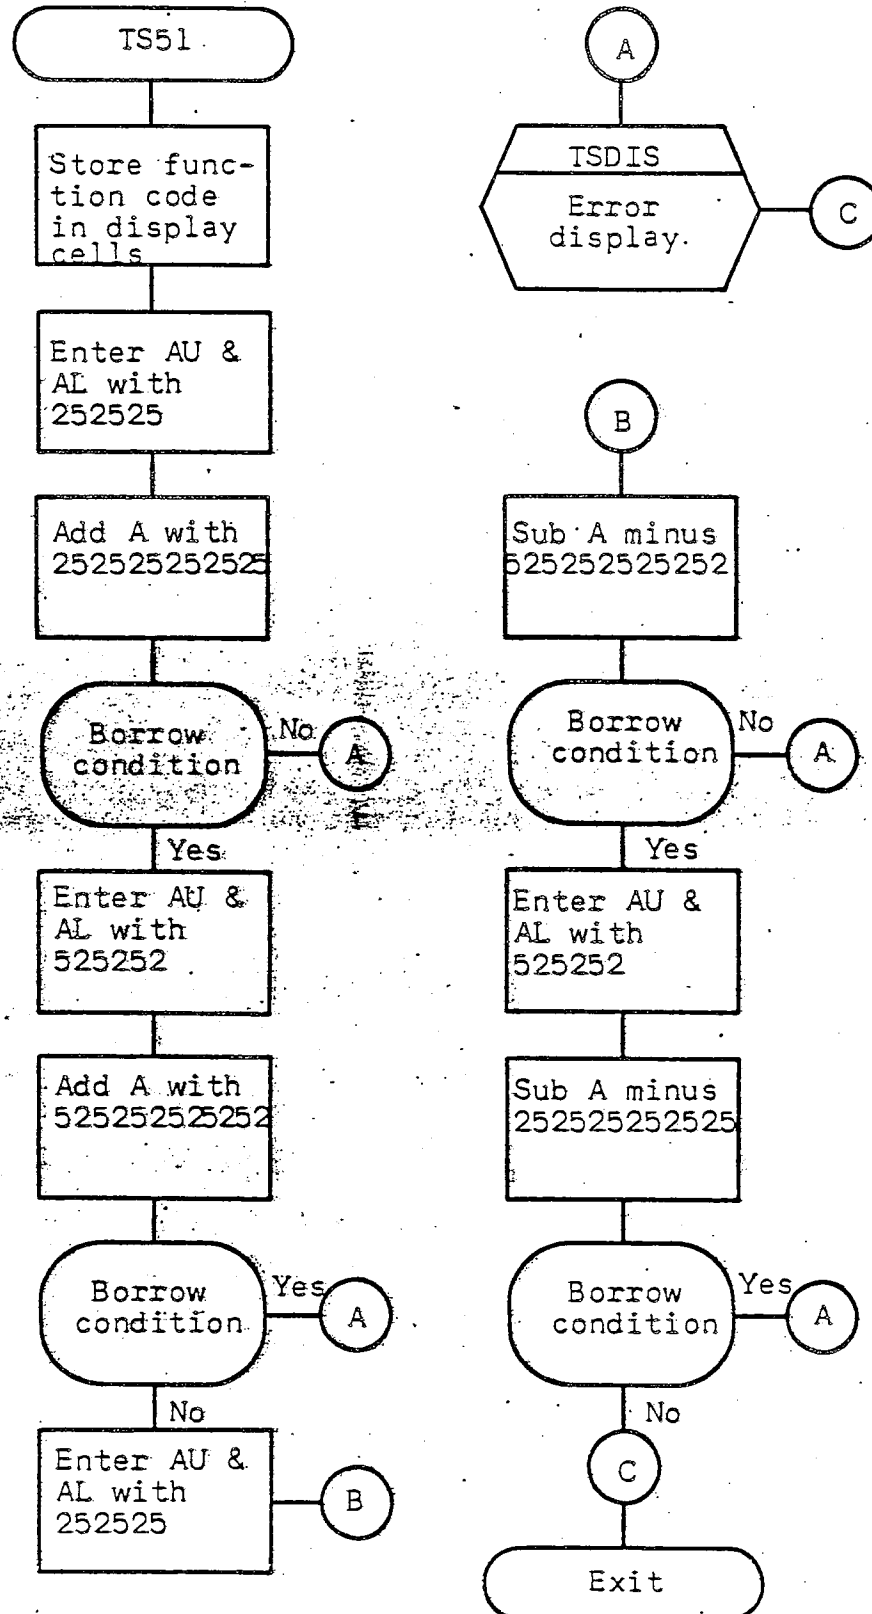 TS51
Store func-
tion code
in display
cells
Enter AU &
AL with
252525
Add A with
252525252525
Borrow
condition
No
A
Yes
Enter AU &
AL with
525252
Add A with
525252525252
Borrow
condition
Yes
A
No
Enter AU &
AL with
252525
B
A
TSDIS
Error
display.
C
B
Sub A minus
525252525252
Borrow
condition
No
A
Yes
Enter AU &
AL with
525252
Sub A minus
252525252525
Borrow
condition
Yes
A
No
C
Exit